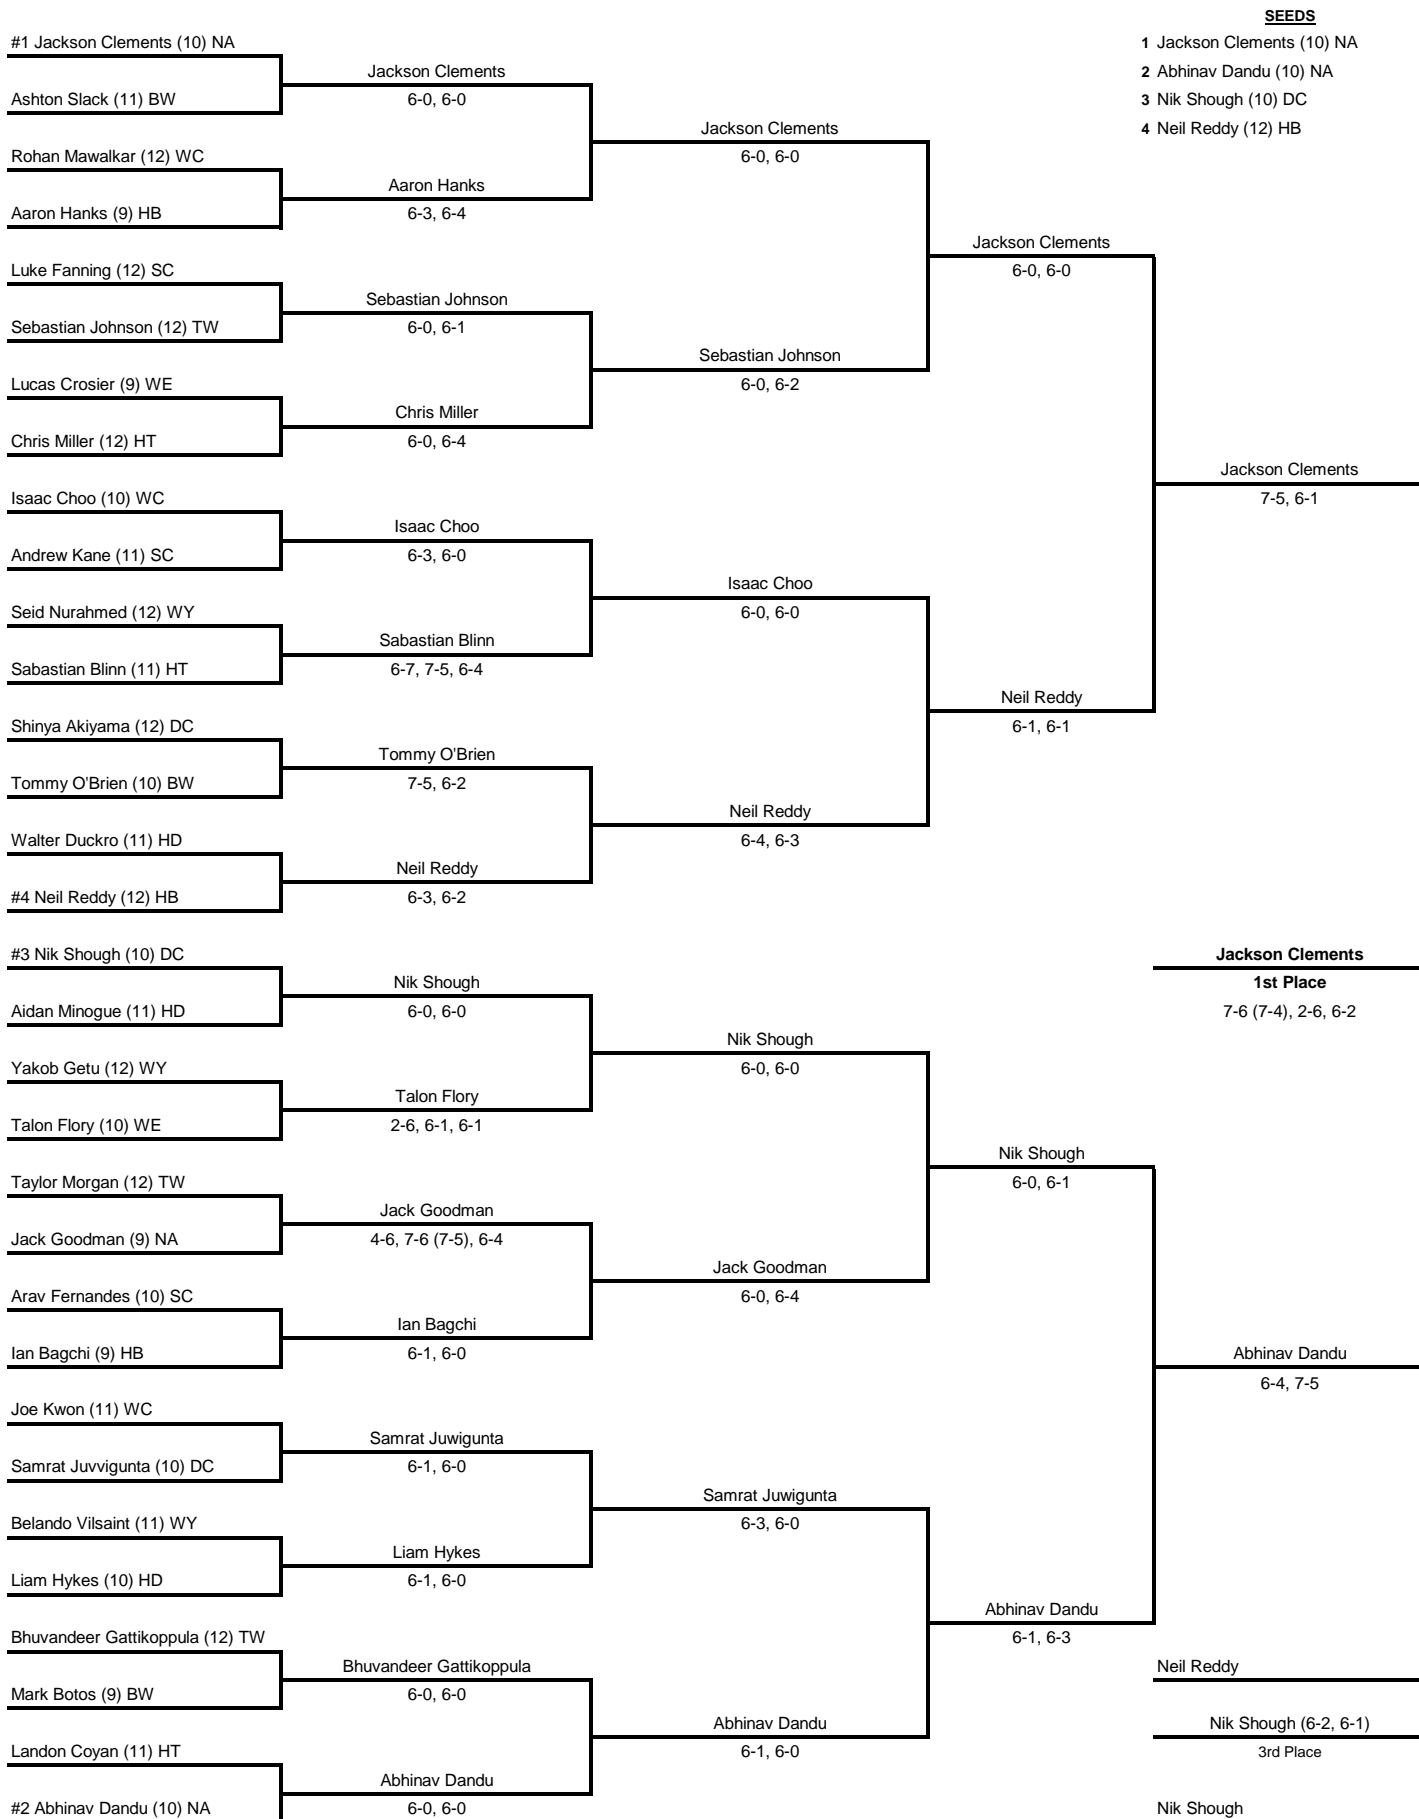 SEEDS
1 Jackson Clements (10) NA
2 Abhinav Dandu (10) NA
3 Nik Shough (10) DC
4 Neil Reddy (12) HB
#1 Jackson Clements (10) NA
Ashton Slack (11) BW
Rohan Mawalkar (12) WC
Aaron Hanks (9) HB
Luke Fanning (12) SC
Sebastian Johnson (12) TW
Lucas Crosier (9) WE
Chris Miller (12) HT
Isaac Choo (10) WC
Andrew Kane (11) SC
Seid Nurahmed (12) WY
Sabastian Blinn (11) HT
Shinya Akiyama (12) DC
Tommy O'Brien (10) BW
Walter Duckro (11) HD
#4 Neil Reddy (12) HB
#3 Nik Shough (10) DC
Aidan Minogue (11) HD
Yakob Getu (12) WY
Talon Flory (10) WE
Taylor Morgan (12) TW
Jack Goodman (9) NA
Arav Fernandes (10) SC
Ian Bagchi (9) HB
Joe Kwon (11) WC
Samrat Juvvigunta (10) DC
Belando Vilsaint (11) WY
Liam Hykes (10) HD
Bhuvandeer Gattikoppula (12) TW
Mark Botos (9) BW
Landon Coyan (11) HT
#2 Abhinav Dandu (10) NA
Jackson Clements
6-0, 6-0
Aaron Hanks
6-3, 6-4
Sebastian Johnson
6-0, 6-1
Chris Miller
6-0, 6-4
Isaac Choo
6-3, 6-0
Sabastian Blinn
6-7, 7-5, 6-4
Tommy O'Brien
7-5, 6-2
Neil Reddy
6-3, 6-2
Nik Shough
6-0, 6-0
Talon Flory
2-6, 6-1, 6-1
Jack Goodman
4-6, 7-6 (7-5), 6-4
Ian Bagchi
6-1, 6-0
Samrat Juwigunta
6-1, 6-0
Liam Hykes
6-1, 6-0
Bhuvandeer Gattikoppula
6-0, 6-0
Abhinav Dandu
6-0, 6-0
Jackson Clements
6-0, 6-0
Sebastian Johnson
6-0, 6-2
Isaac Choo
6-0, 6-0
Neil Reddy
6-4, 6-3
Nik Shough
6-0, 6-0
Jack Goodman
6-0, 6-4
Samrat Juwigunta
6-3, 6-0
Abhinav Dandu
6-1, 6-0
Jackson Clements
6-0, 6-0
Neil Reddy
6-1, 6-1
Nik Shough
6-0, 6-1
Abhinav Dandu
6-1, 6-3
Jackson Clements
7-5, 6-1
Jackson Clements
1st Place
7-6 (7-4), 2-6, 6-2
Abhinav Dandu
6-4, 7-5
Neil Reddy
Nik Shough (6-2, 6-1)
3rd Place
Nik Shough